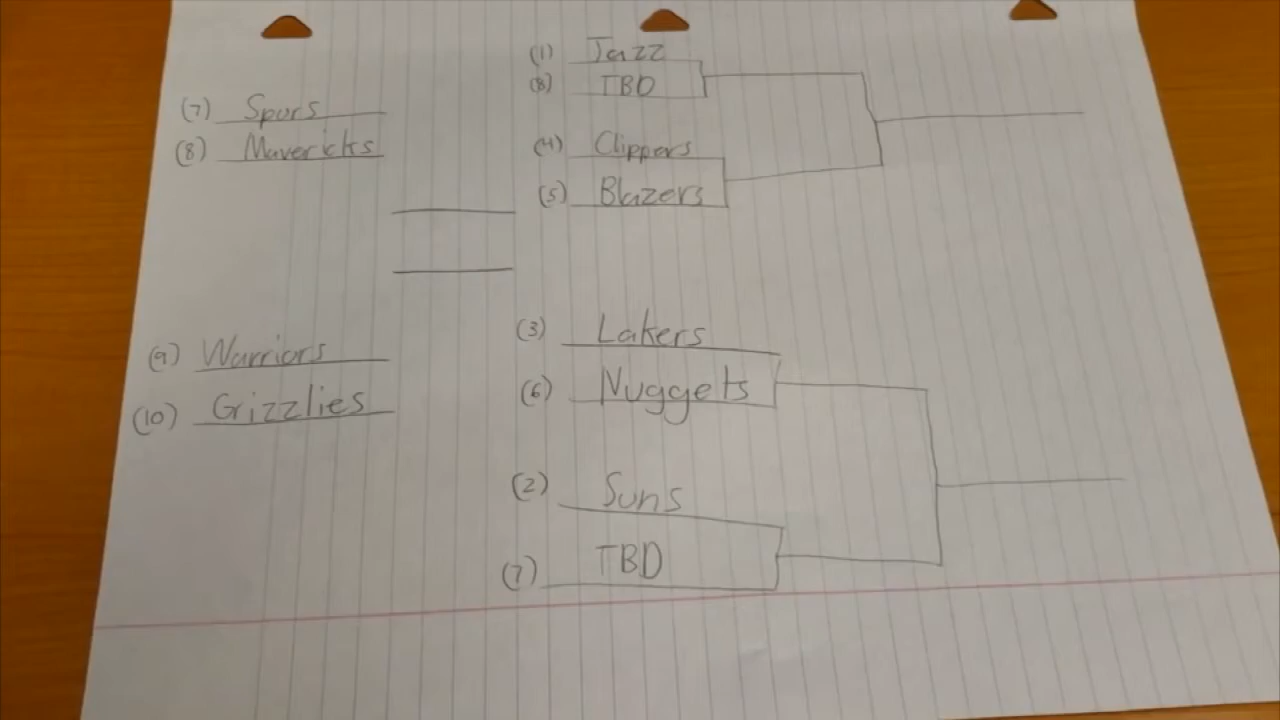 (7) Spurs
(8) Mavericks
(9) Warriors
(10) Grizzlies
(1) Jazz
(8) TBD
(4) Clippers
(5) Blazers
(3) Lakers
(6) Nuggets
(2) Suns
(7) TBD